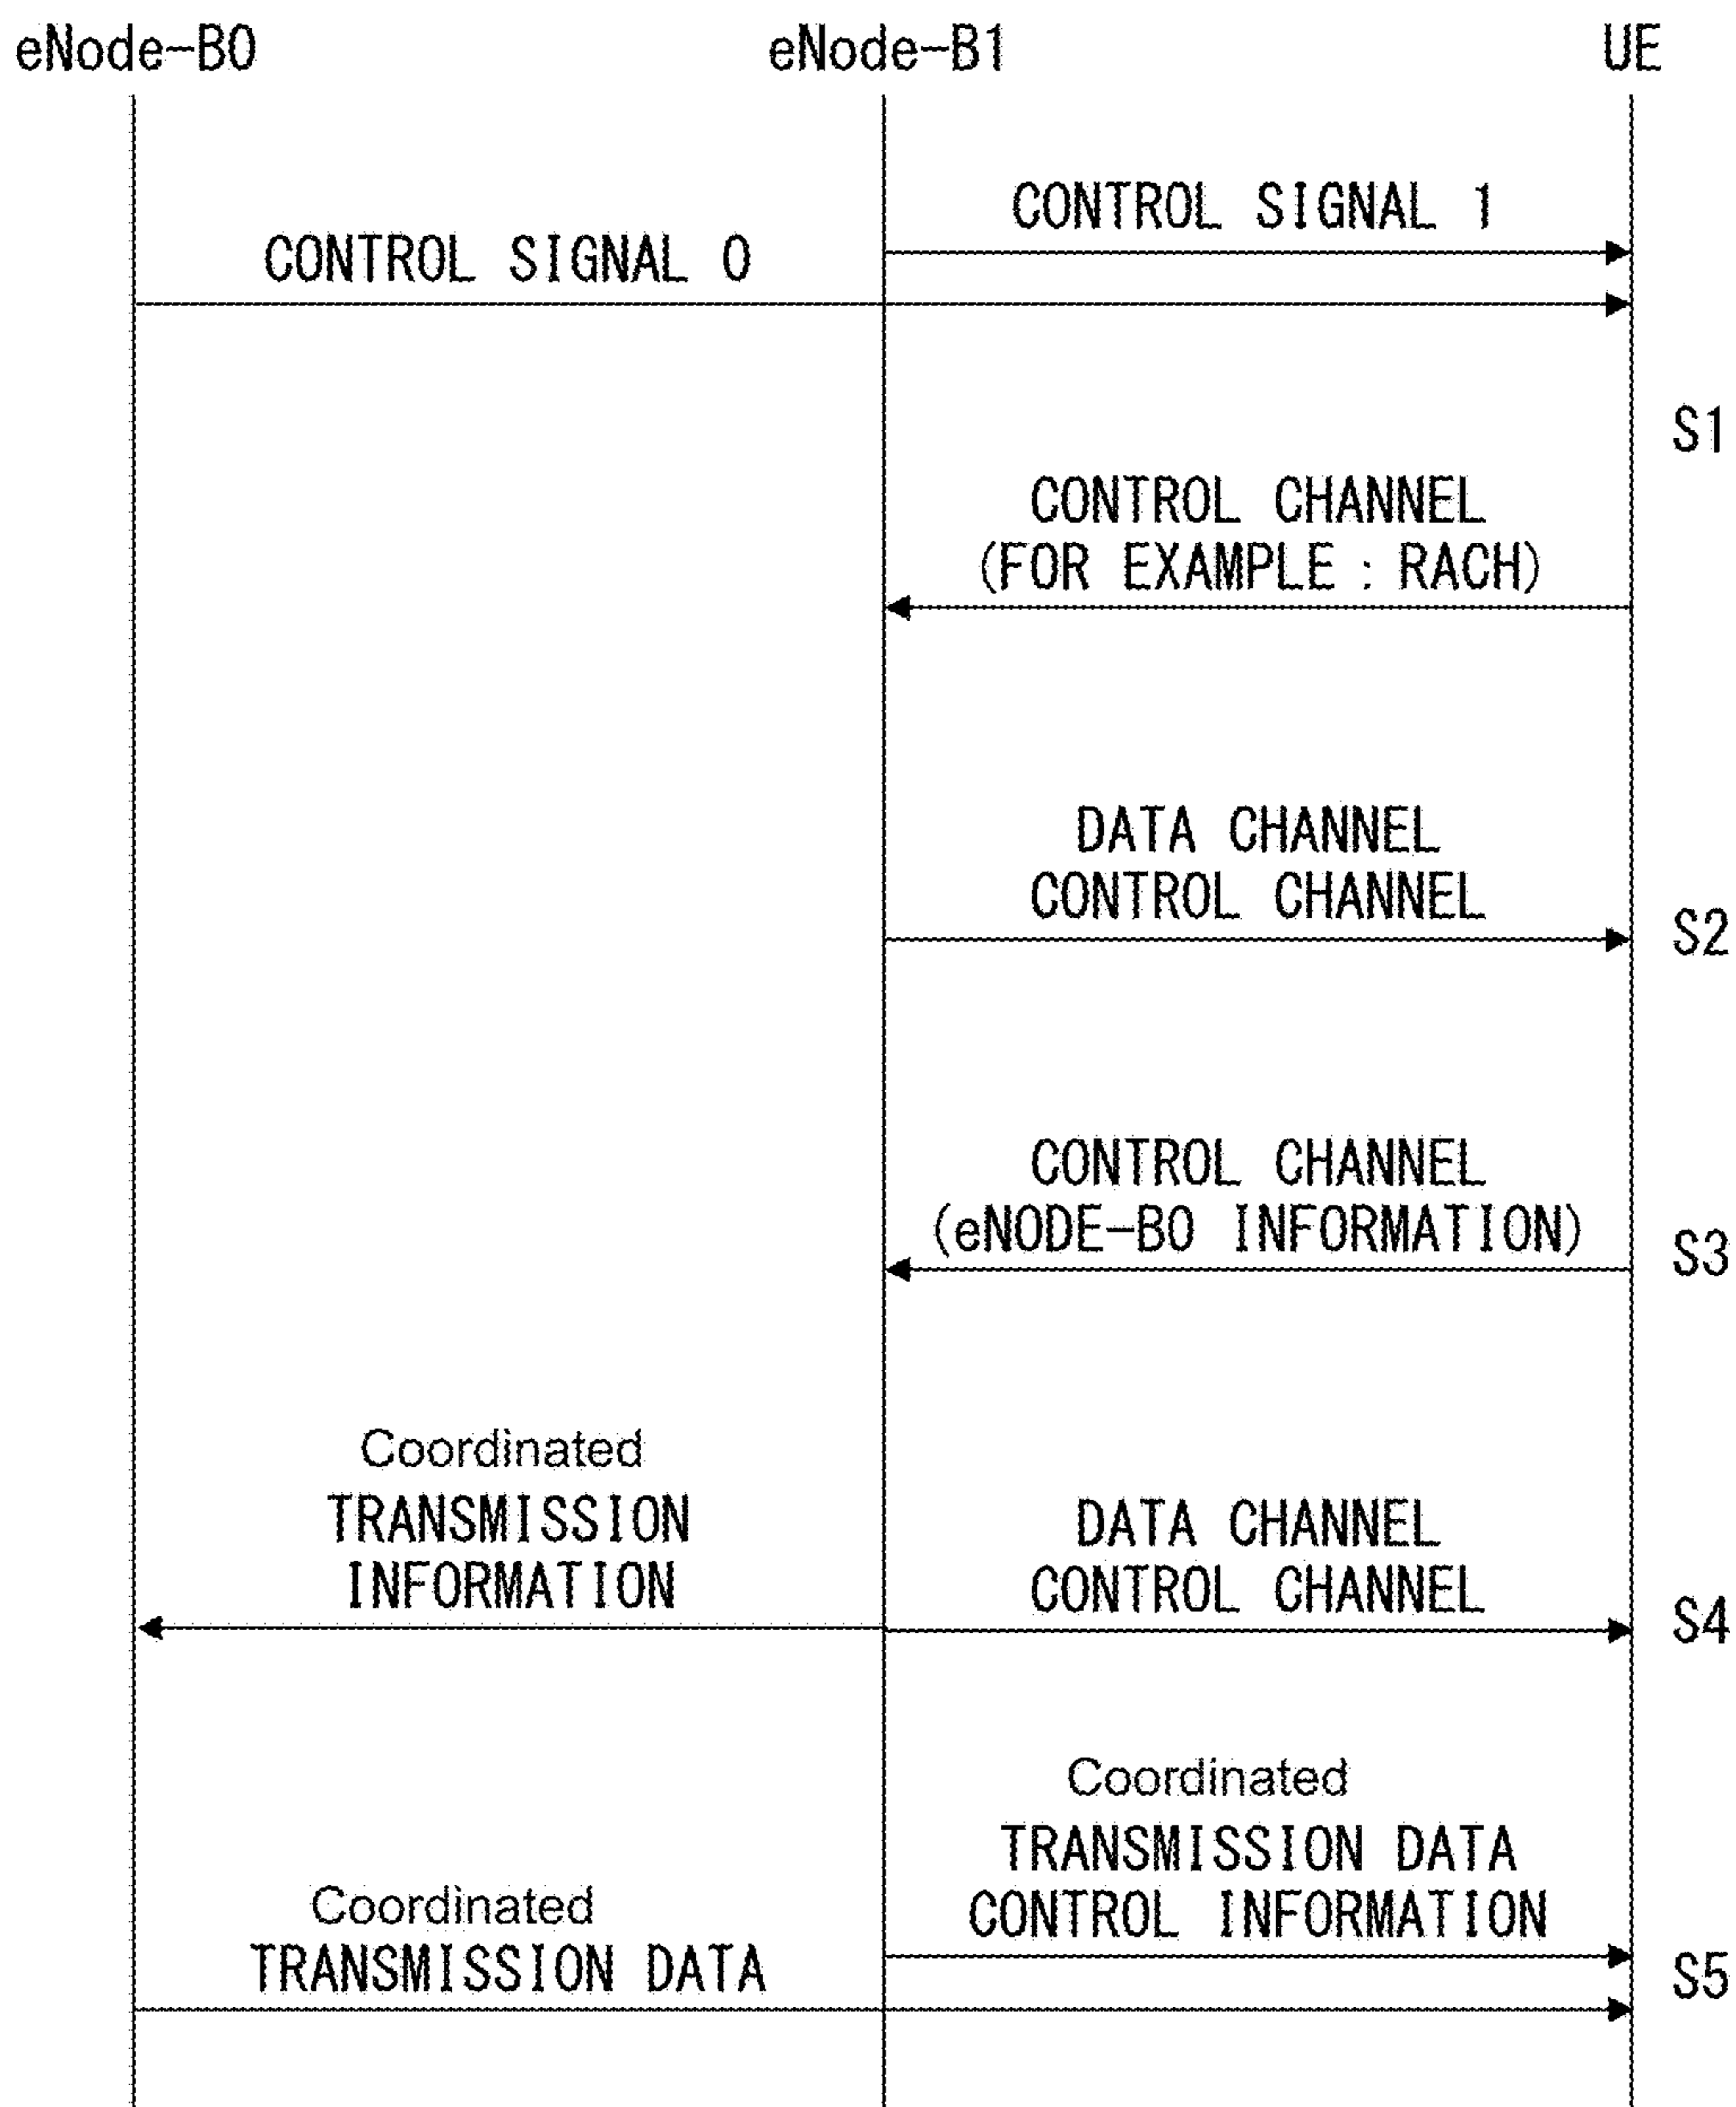 eNode-B0 eNode-B1 UE
CONTROL SIGNAL 1
CONTROL SIGNAL 0
S1
CONTROL CHANNEL
(FOR EXAMPLE : RACH)
DATA CHANNEL
CONTROL CHANNEL
S2
CONTROL CHANNEL
(eNODE-B0 INFORMATION)
S3
Coordinated
TRANSMISSION
INFORMATION
DATA CHANNEL
CONTROL CHANNEL
S4
Coordinated
TRANSMISSION DATA
CONTROL INFORMATION
Coordinated
TRANSMISSION DATA
S5